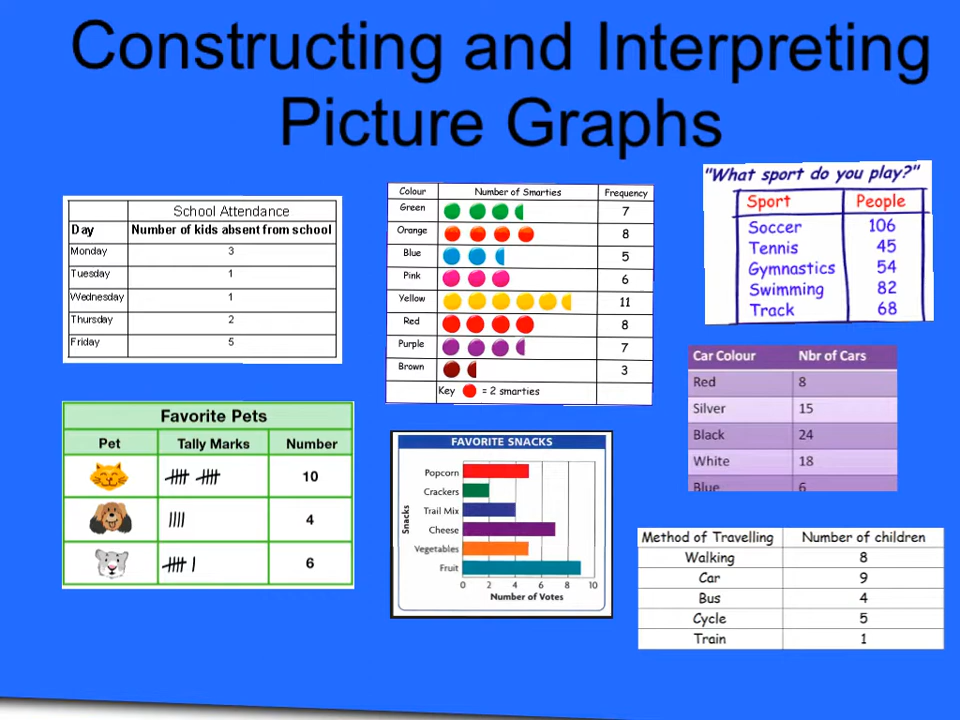 Constructing and Interpreting
Picture Graphs
School Attendance
Day Number of kids absent from school
Monday 3
Tuesday 1
Wednesday 1
Thursday 2
Friday 5
Colour Number of Smarties Frequency
Green 7
Orange 8
Blue 5
Pink 6
Yellow 11
Red 8
Purple 7
Brown 3
Key = 2 smarties
"What sport do you play?"
Sport People
Soccer 106
Tennis 45
Gymnastics 54
Swimming 82
Track 68
Car Colour Nbr of Cars
Red 8
Silver 15
Black 24
White 18
Blue 6
Favorite Pets
Pet Tally Marks Number
10
4
6
FAVORITE SNACKS
Snacks
Popcorn
Crackers
Trail Mix
Cheese
Vegetables
Fruit
0 2 4 6 8 10
Number of Votes
Method of Travelling Number of children
Walking 8
Car 9
Bus 4
Cycle 5
Train 1